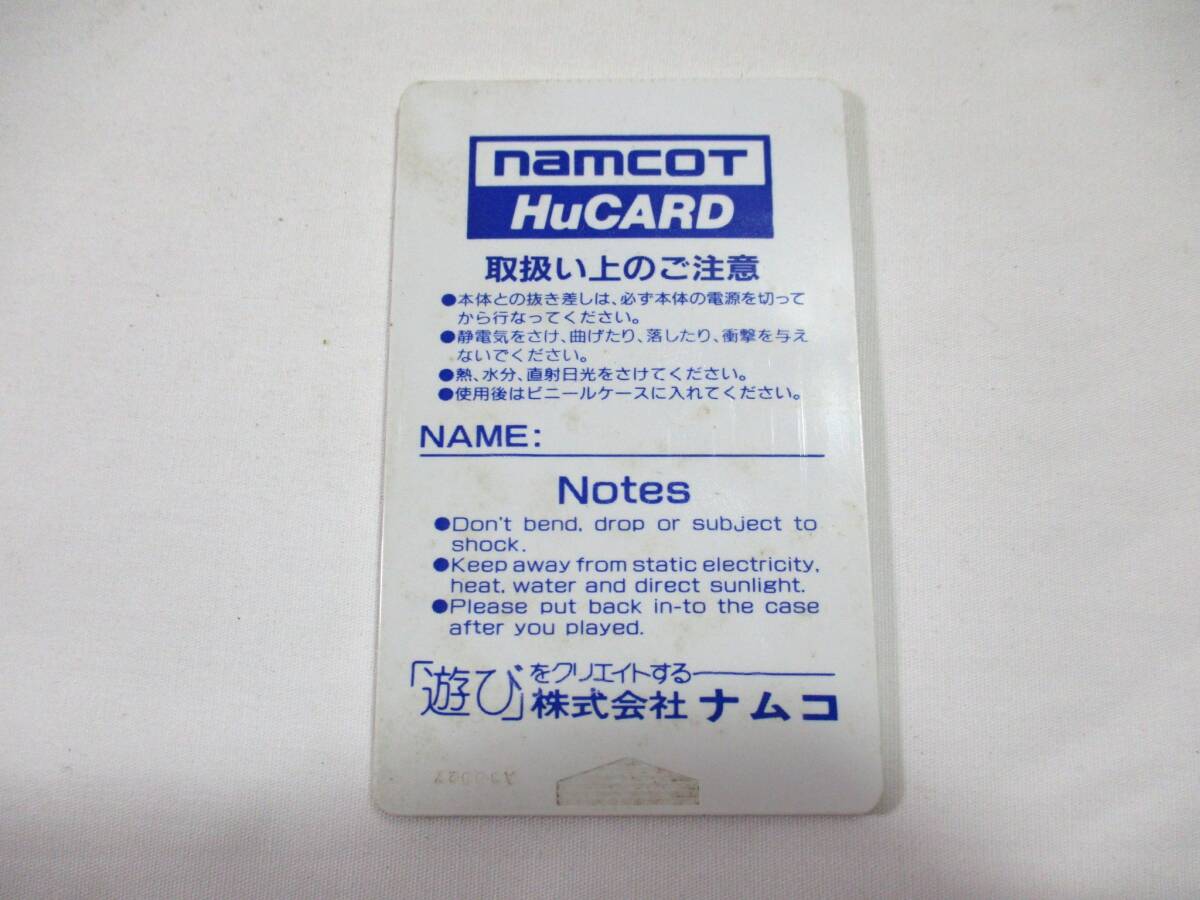 namcoT
HuCARD
取扱い上のご注意
●本体との抜き差しは、必ず本体の電源を切って
から行なってください。
●静電気をさけ、曲げたり、落したり、衝撃を与え
ないでください。
●熱、水分、直射日光をさけてください。
●使用後はビニールケースに入れてください。
NAME:
Notes
●Don't bend, drop or subject to
shock.
●Keep away from static electricity,
heat, water and direct sunlight.
●Please put back in-to the case
after you played.
「遊び」をクリエイトする
株式会社ナムコ